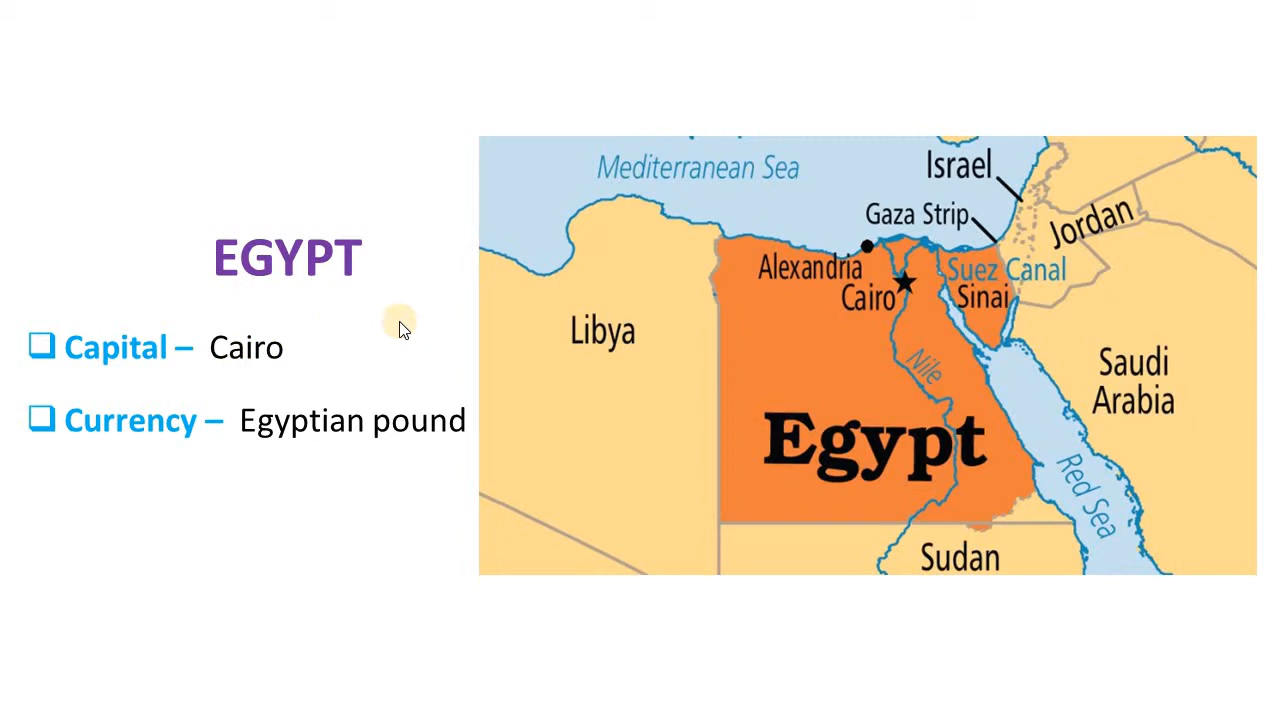 EGYPT
❑ Capital – Cairo
❑ Currency – Egyptian pound
Mediterranean Sea
Israel
Gaza Strip
Jordan
Alexandria
Suez Canal
Cairo
Sinai
Libya
Nile
Saudi
Arabia
Egypt
Red Sea
Sudan